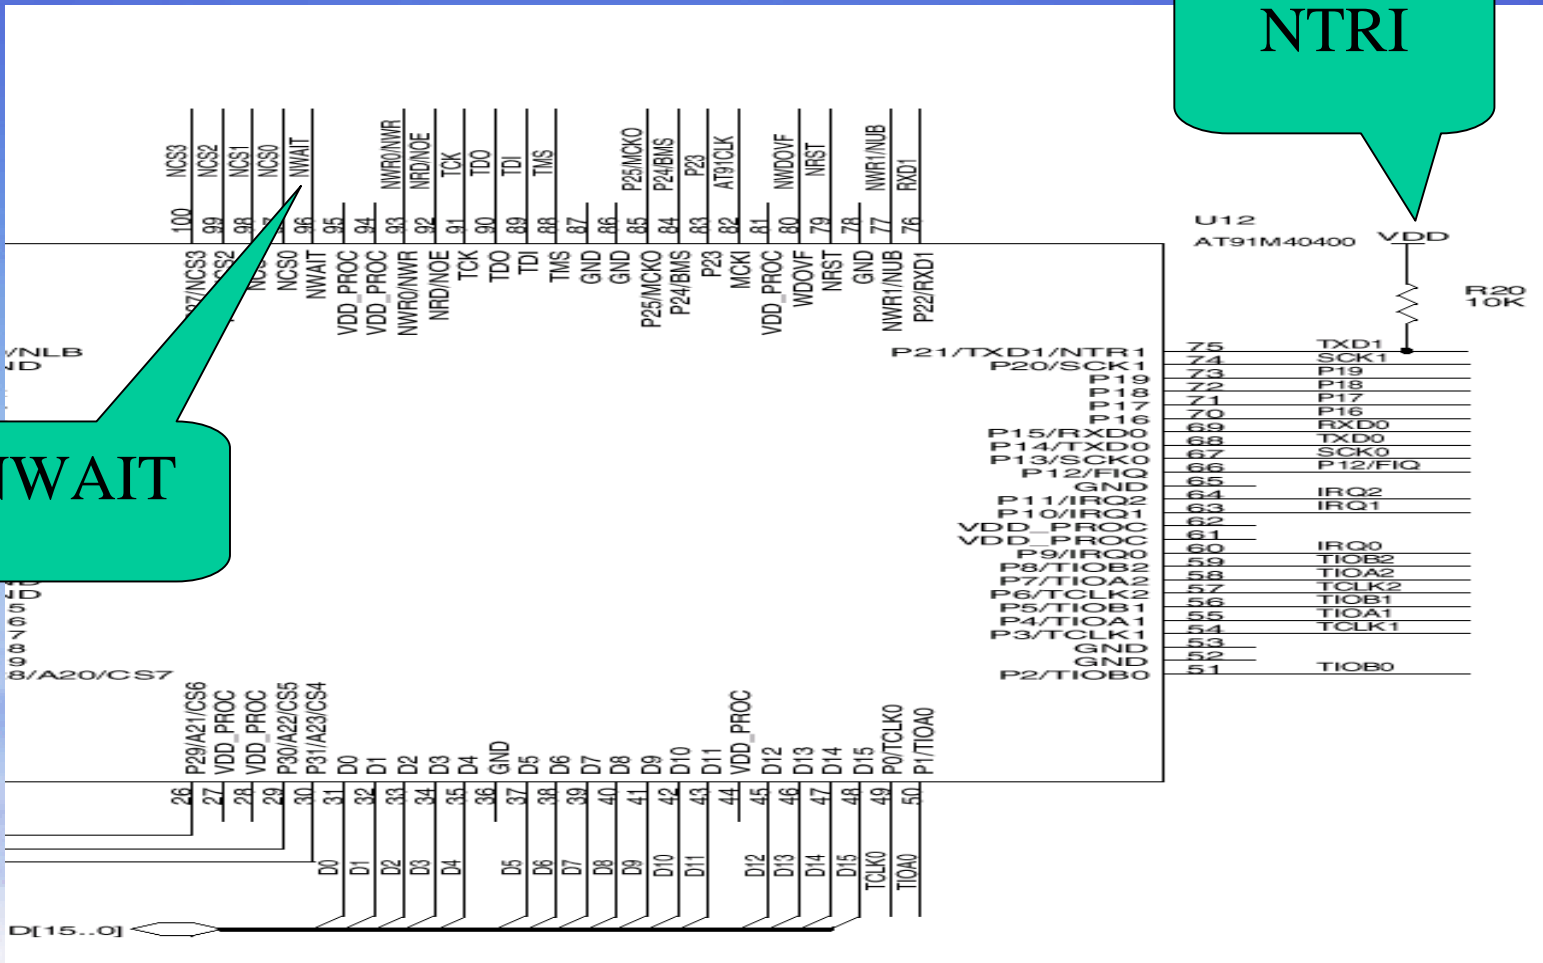 NTRI
NCS3
NCS2
NCS1
NCS0
NWAIT
NWR0/NWR
NRD/NOE
TCK
TDO
TDI
TMS
P25/MCKO
P24/BMS
P23
AT91CLK
NWDOVF
NRST
NWR1/NUB
RXD1
100
99
98
96
95
94
93
92
91
90
89
88
87
86
85
84
83
82
81
80
79
78
77
76
NCS0
NWAIT
VDD_PROC
VDD_PROC
NWR0/NWR
NRD/NOE
TCK
TDO
TDI
TMS
GND
GND
P25/MCKO
P24/BMS
P23
MCKI
VDD_PROC
WDOVF
NRST
GND
NWR1/NUB
P22/RXD1
U12
AT91M40400
VDD
R20
10K
/NLB
P21/TXD1/NTR1 75 TXD1
P20/SCK1 74 SCK1
P19 73 P19
P18 72 P18
P17 71 P17
P16 70 P16
P15/RXD0 69 RXD0
P14/TXD0 68 TXD0
P13/SCK0 67 SCK0
P12/FIQ 66 P12/FIQ
GND 65
P11/IRQ2 64 IRQ2
P10/IRQ1 63 IRQ1
VDD_PROC 62
VDD_PROC 61
P9/IRQ0 60 IRQ0
P8/TIOB2 59 TIOB2
P7/TIOA2 58 TIOA2
P6/TCLK2 57 TCLK2
P5/TIOB1 56 TIOB1
P4/TIOA1 55 TIOA1
P3/TCLK1 54 TCLK1
GND 53
GND 52
P2/TIOB0 51 TIOB0
NWAIT
5
6
7
8
9
8/A20/CS7
P29/A21/CS6
VDD_PROC
VDD_PROC
P30/A22/CS5
P31/A23/CS4
D0
D1
D2
D3
D4
GND
D5
D6
D7
D8
D9
D10
D11
VDD_PROC
D12
D13
D14
D15
P0/TCLK0
P1/TIOA0
26
27
28
29
30
31
32
33
34
35
36
37
38
39
40
41
42
43
44
45
46
47
48
49
50
D0
D1
D2
D3
D4
D5
D6
D7
D8
D9
D10
D11
D12
D13
D14
D15
TCLK0
TIOA0
D[15..0]